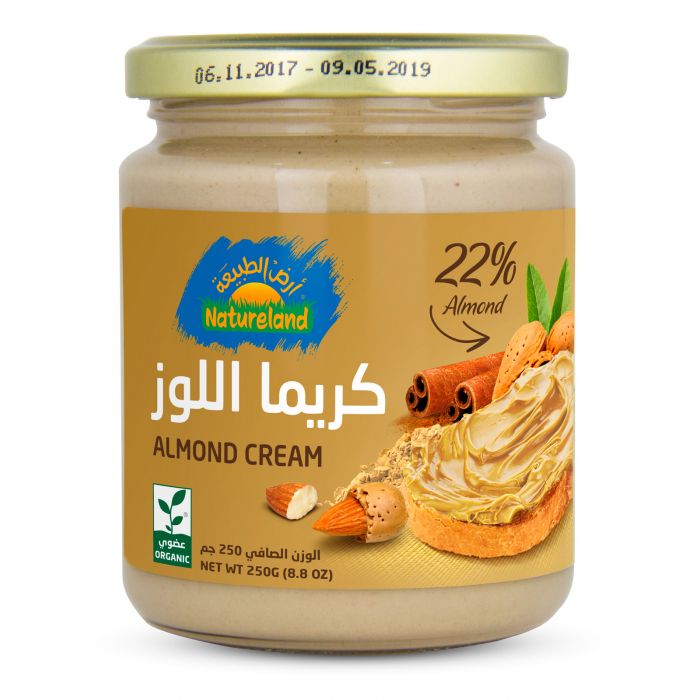 06.11.2017 - 09.05.2019
أرض الطبيعة
Natureland®
22%
Almond
كريما اللوز
ALMOND CREAM
®
عضوي
ORGANIC
الوزن الصافي 250 جم
NET WT 250G (8.8 OZ)